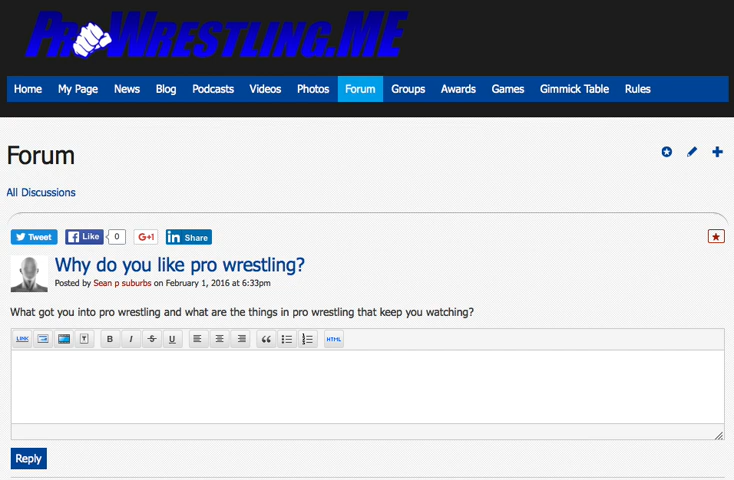 ProWrestling.ME
Home My Page News Blog Podcasts Videos Photos Forum Groups Awards Games Gimmick Table Rules
Forum
All Discussions
Tweet Like 0 G+1 in Share
Why do you like pro wrestling?
Posted by Sean p suburbs on February 1, 2016 at 6:33pm
What got you into pro wrestling and what are the things in pro wrestling that keep you watching?
LINK B I S U HTML
Reply